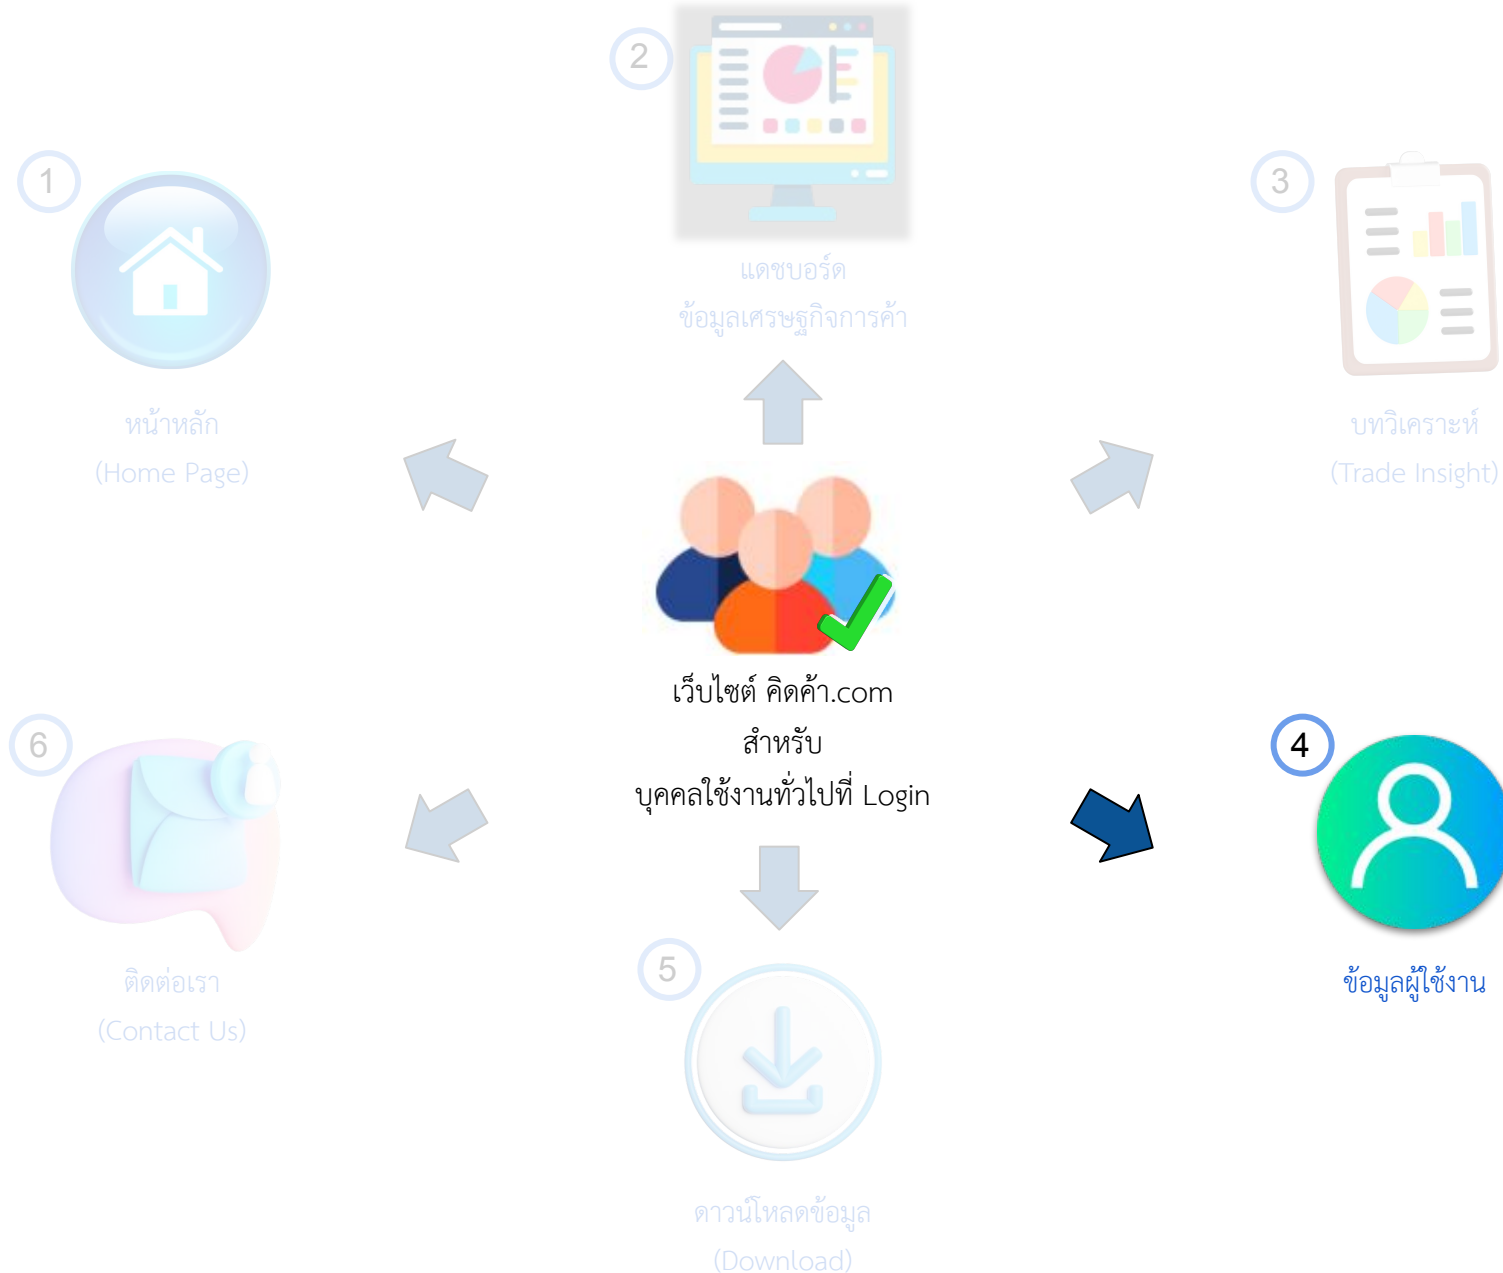 1
หน้าหลัก
(Home Page)
2
แดชบอร์ด
ข้อมูลเศรษฐกิจการค้า
3
บทวิเคราะห์
(Trade Insight)
เว็บไซต์ คิดค้า.com
สำหรับ
บุคคลใช้งานทั่วไปที่ Login
4
ข้อมูลผู้ใช้งาน
5
ดาวน์โหลดข้อมูล
(Download)
6
ติดต่อเรา
(Contact Us)